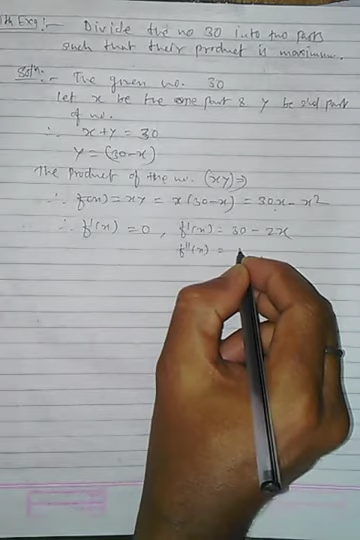 Exg:- Divide the no 30 into two parts
such that their product is maximum.
Solⁿ:- The given no. 30
Let x be the one part & y be 2nd part
of no.
∴ x + y = 30
y = (30-x)
The product of the no. (xy) ⇒
∴ f(x) = xy = x(30-x) = 30x - x²
∴ f'(x) = 0 , f'(x) = 30 - 2x
f''(x) =